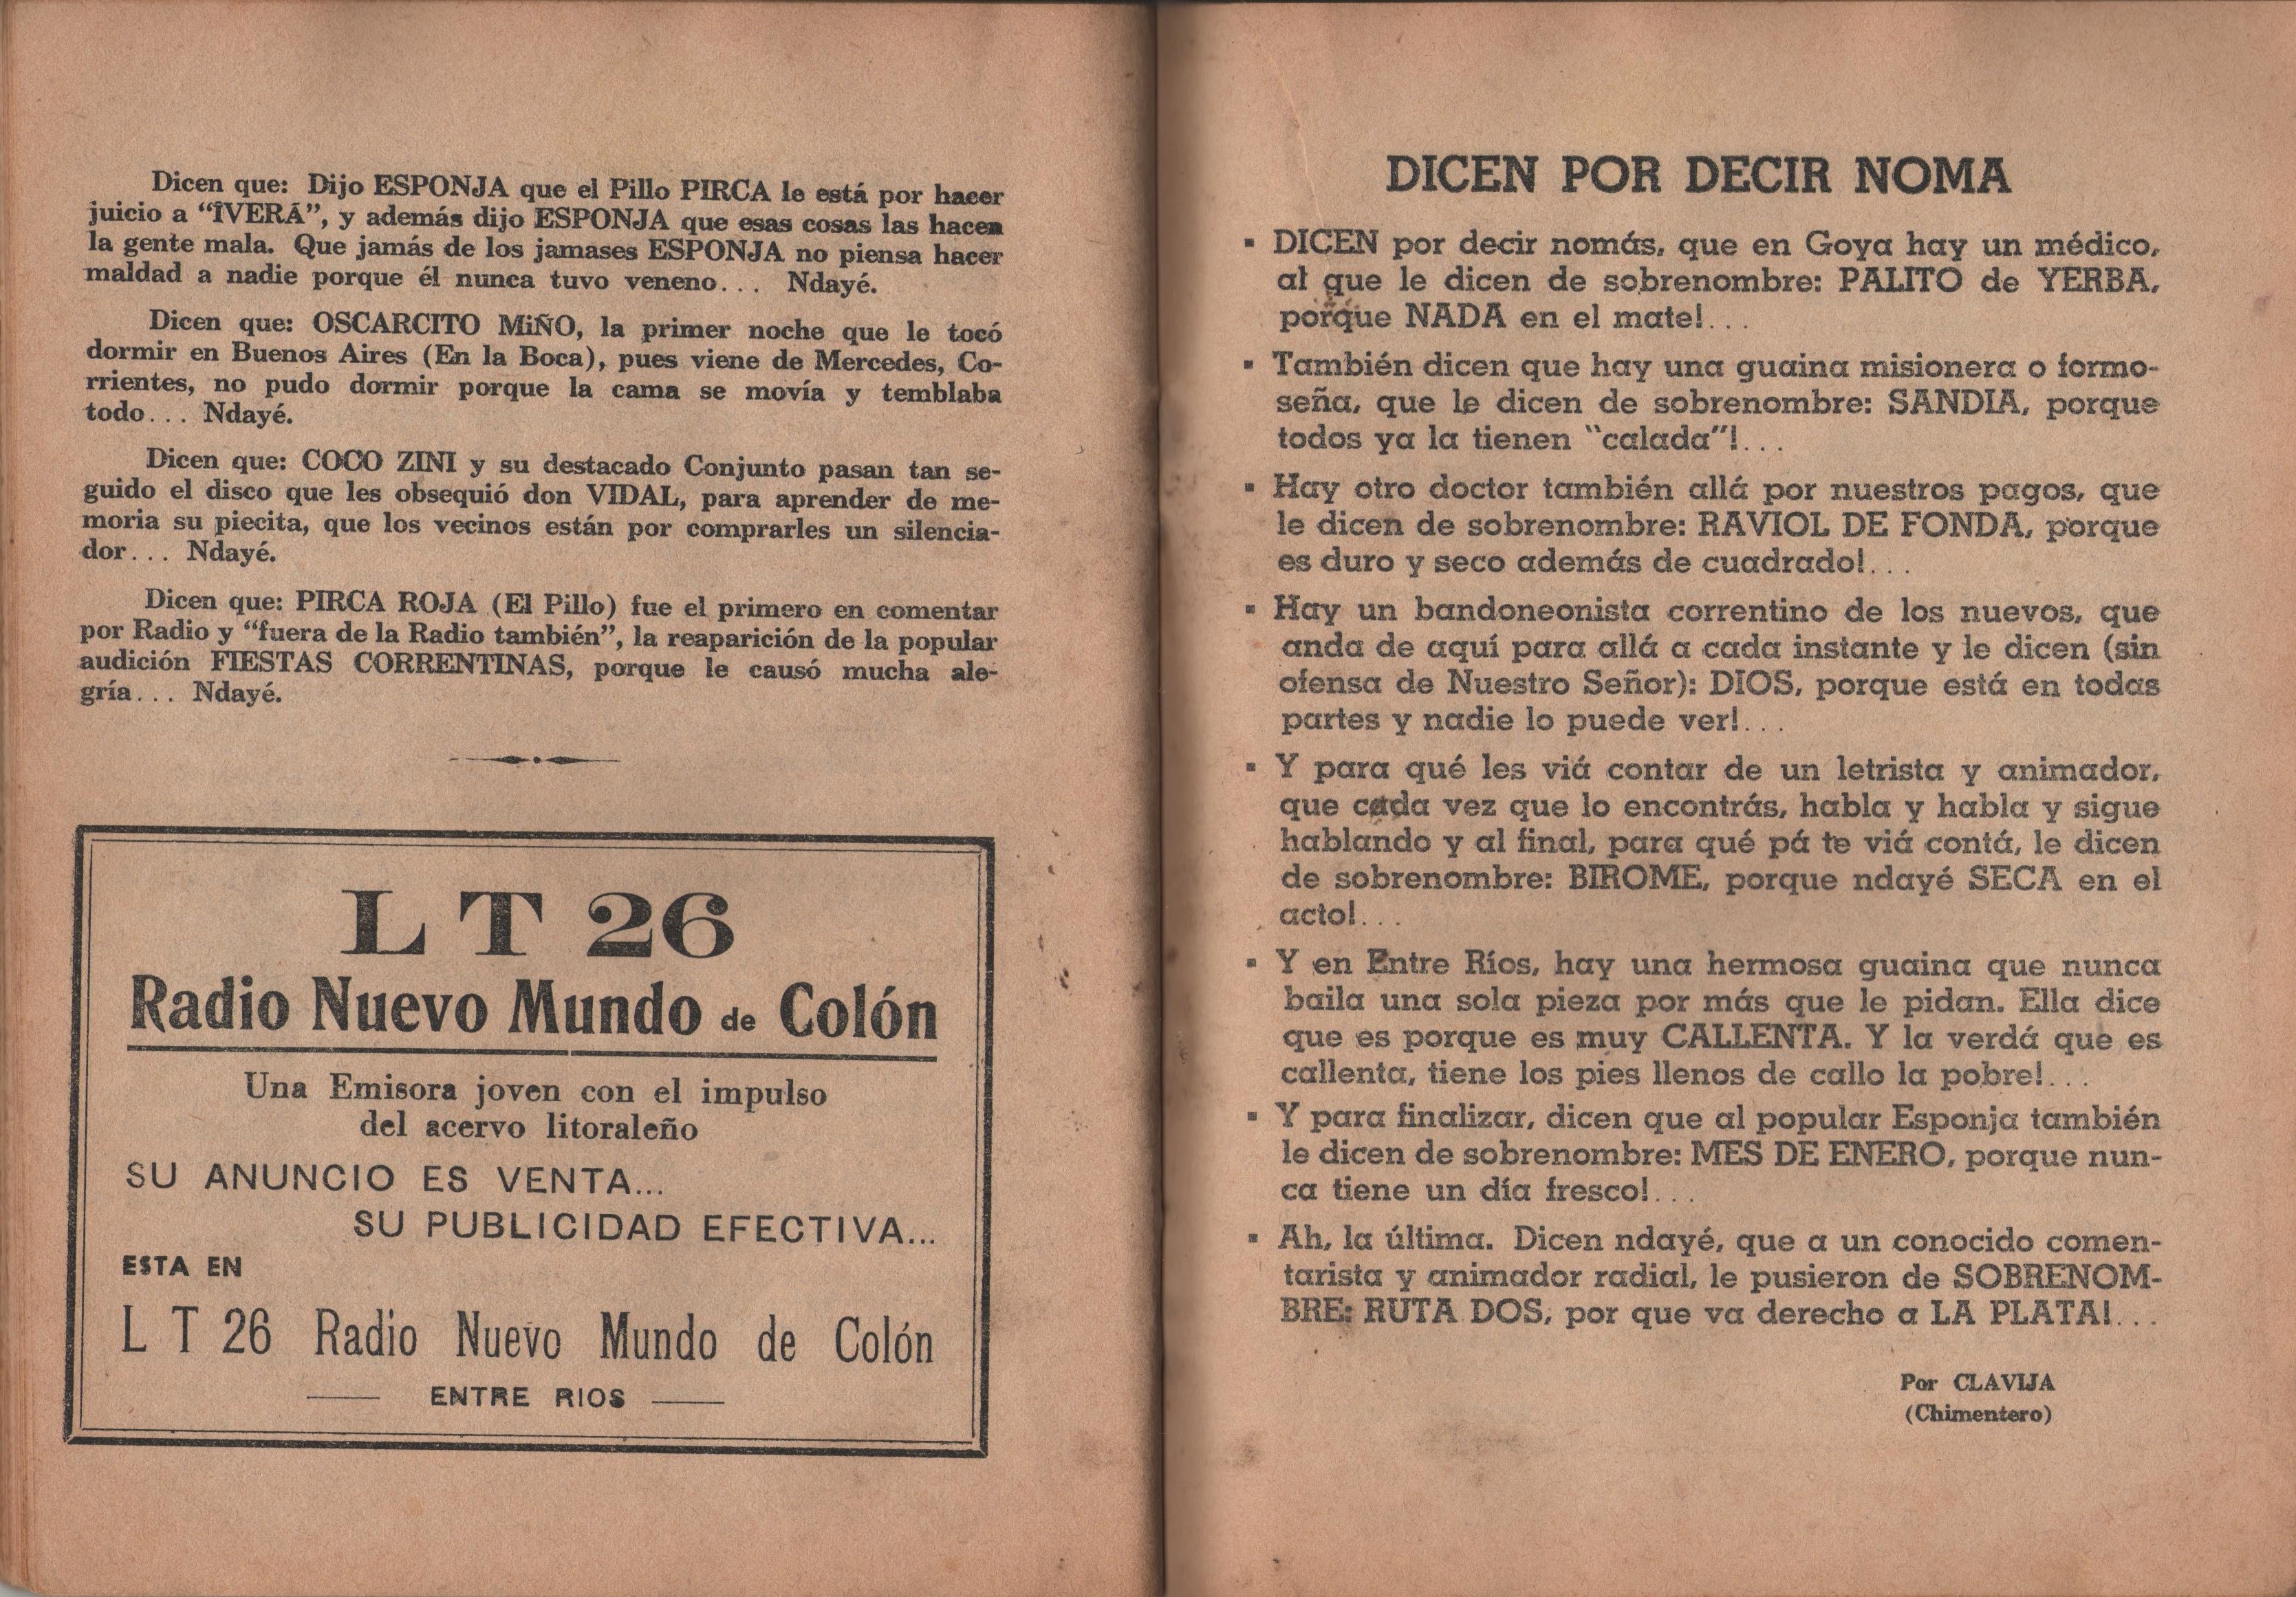 Dicen que: Dijo ESPONJA que el Pillo PIRCA le está por hacer
juicio a “IVERÁ”, y además dijo ESPONJA que esas cosas las hacen
la gente mala. Que jamás de los jamases ESPONJA no piensa hacer
maldad a nadie porque él nunca tuvo veneno... Ndayé.
Dicen que: OSCARCITO MiÑO, la primer noche que le tocó
dormir en Buenos Aires (En la Boca), pues viene de Mercedes, Co-
rrientes, no pudo dormir porque la cama se movía y temblaba
todo... Ndayé.
Dicen que: COCO ZINI y su destacado Conjunto pasan tan se-
guido el disco que les obsequió don VIDAL, para aprender de me-
moria su piecita, que los vecinos están por comprarles un silencia-
dor... Ndayé.
Dicen que: PIRCA ROJA (El Pillo) fue el primero en comentar
por Radio y “fuera de la Radio también”, la reaparición de la popular
audición FIESTAS CORRENTINAS, porque le causó mucha ale-
gría... Ndayé.
L T 26
Radio Nuevo Mundo de Colón
Una Emisora joven con el impulso
del acervo litoraleño
SU ANUNCIO ES VENTA...
SU PUBLICIDAD EFECTIVA...
ESTA EN
L T 26 Radio Nuevo Mundo de Colón
ENTRE RIOS
DICEN POR DECIR NOMA
▪ DICEN por decir nomás, que en Goya hay un médico,
al que le dicen de sobrenombre: PALITO de YERBA,
porque NADA en el mate!...
▪ También dicen que hay una guaina misionera o formo-
seña, que le dicen de sobrenombre: SANDIA, porque
todos ya la tienen “calada”!...
▪ Hay otro doctor también allá por nuestros pagos, que
le dicen de sobrenombre: RAVIOL DE FONDA, porque
es duro y seco además de cuadrado!...
▪ Hay un bandoneonista correntino de los nuevos, que
anda de aquí para allá a cada instante y le dicen (sin
ofensa de Nuestro Señor): DIOS, porque está en todas
partes y nadie lo puede ver!...
▪ Y para qué les viá contar de un letrista y animador,
que cada vez que lo encontrás, habla y habla y sigue
hablando y al final, para qué pá te viá contá, le dicen
de sobrenombre: BIROME, porque ndayé SECA en el
acto!...
▪ Y en Entre Ríos, hay una hermosa guaina que nunca
baila una sola pieza por más que le pidan. Ella dice
que es porque es muy CALLENTA. Y la verdá que es
callenta, tiene los pies llenos de callo la pobre!...
▪ Y para finalizar, dicen que al popular Esponja también
le dicen de sobrenombre: MES DE ENERO, porque nun-
ca tiene un día fresco!...
▪ Ah, la última. Dicen ndayé, que a un conocido comen-
tarista y animador radial, le pusieron de SOBRENOM-
BRE: RUTA DOS, por que va derecho a LA PLATA!...
Por CLAVIJA
(Chimentero)